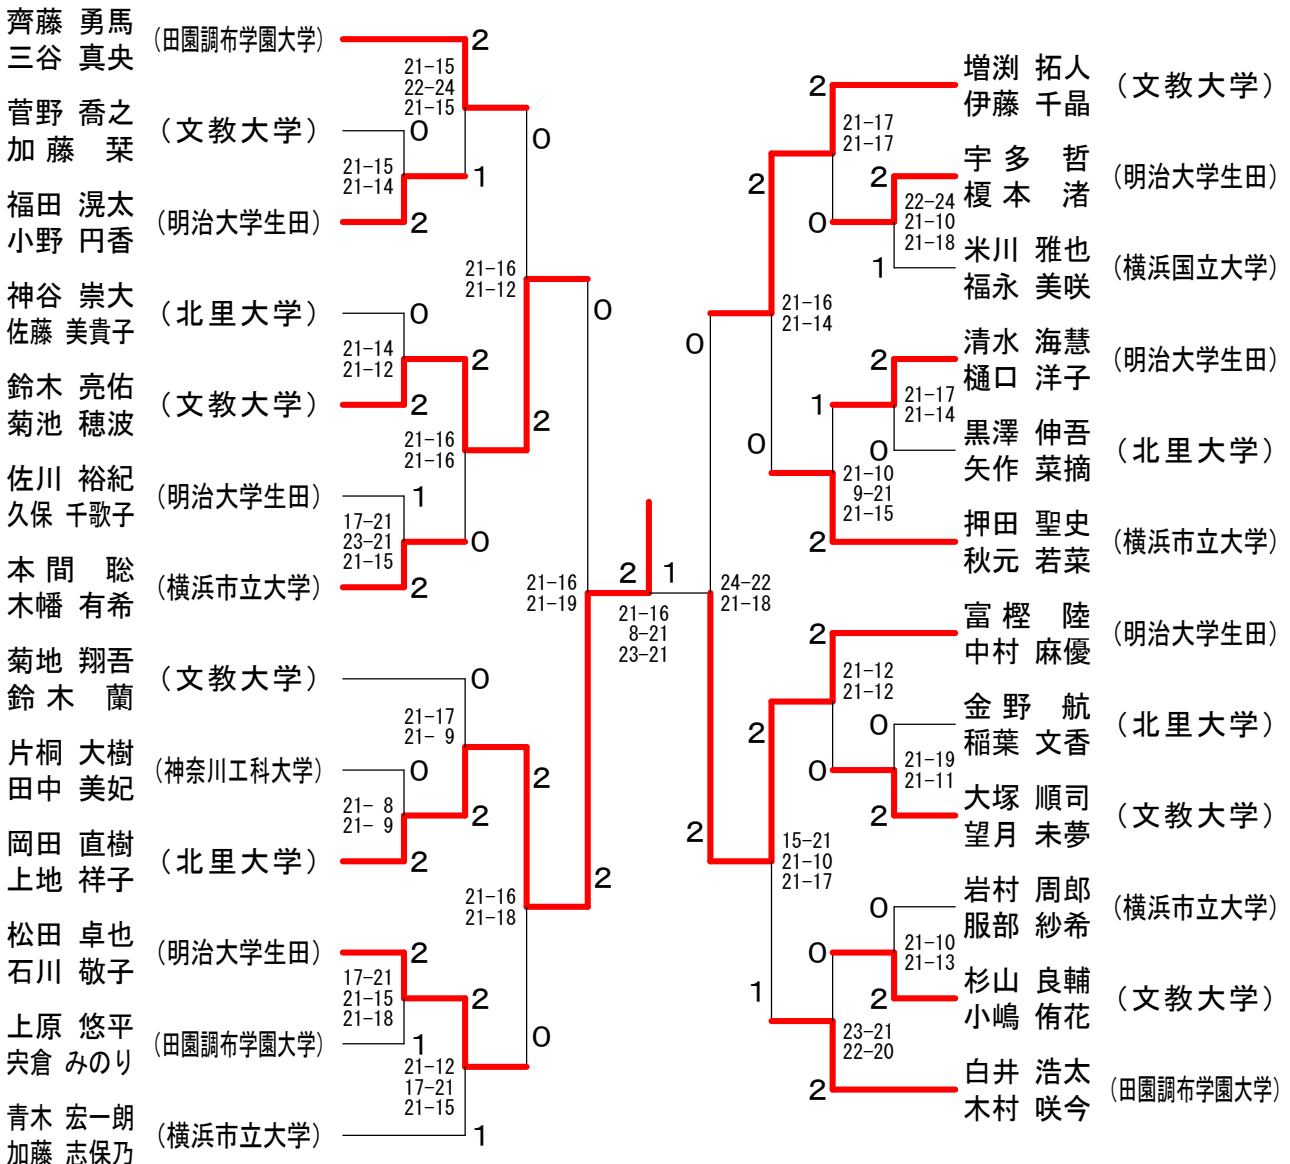 齊藤 勇馬
三谷 真央
(田園調布学園大学)
2
21-15
22-24
21-15
菅野 喬之
加藤 栞
(文教大学)
0
21-15
21-14
1
福田 滉太
小野 円香
(明治大学生田)
2
0
21-16
21-12
神谷 崇大
佐藤 美貴子
(北里大学)
0
21-14
21-12
2
鈴木 亮佑
菊池 穂波
(文教大学)
2
21-16
21-16
2
佐川 裕紀
久保 千歌子
(明治大学生田)
1
17-21
23-21
21-15
0
本間 聡
木幡 有希
(横浜市立大学)
2
0
21-16
21-19
菊地 翔吾
鈴木 蘭
(文教大学)
0
21-17
21- 9
片桐 大樹
田中 美妃
(神奈川工科大学)
0
21- 8
21- 9
2
2
岡田 直樹
上地 祥子
(北里大学)
2
21-16
21-18
2
松田 卓也
石川 敬子
(明治大学生田)
2
17-21
21-15
21-18
2
上原 悠平
宍倉 みのり
(田園調布学園大学)
1
21-12
17-21
21-15
0
青木 宏一朗
加藤 志保乃
(横浜市立大学)
1
2
1
21-16
8-21
23-21
増渕 拓人
伊藤 千晶
(文教大学)
2
21-17
21-17
宇多 哲
榎本 渚
(明治大学生田)
2
22-24
21-10
21-18
0
2
米川 雅也
福永 美咲
(横浜国立大学)
1
21-16
21-14
0
清水 海慧
樋口 洋子
(明治大学生田)
2
21-17
21-14
1
黒澤 伸吾
矢作 菜摘
(北里大学)
0
21-10
9-21
21-15
0
押田 聖史
秋元 若菜
(横浜市立大学)
2
24-22
21-18
富樫 陸
中村 麻優
(明治大学生田)
2
21-12
21-12
金野 航
稲葉 文香
(北里大学)
0
21-19
21-11
0
2
大塚 順司
望月 未夢
(文教大学)
2
15-21
21-10
21-17
2
岩村 周郎
服部 紗希
(横浜市立大学)
0
21-10
21-13
0
杉山 良輔
小嶋 侑花
(文教大学)
2
23-21
22-20
1
白井 浩太
木村 咲今
(田園調布学園大学)
2